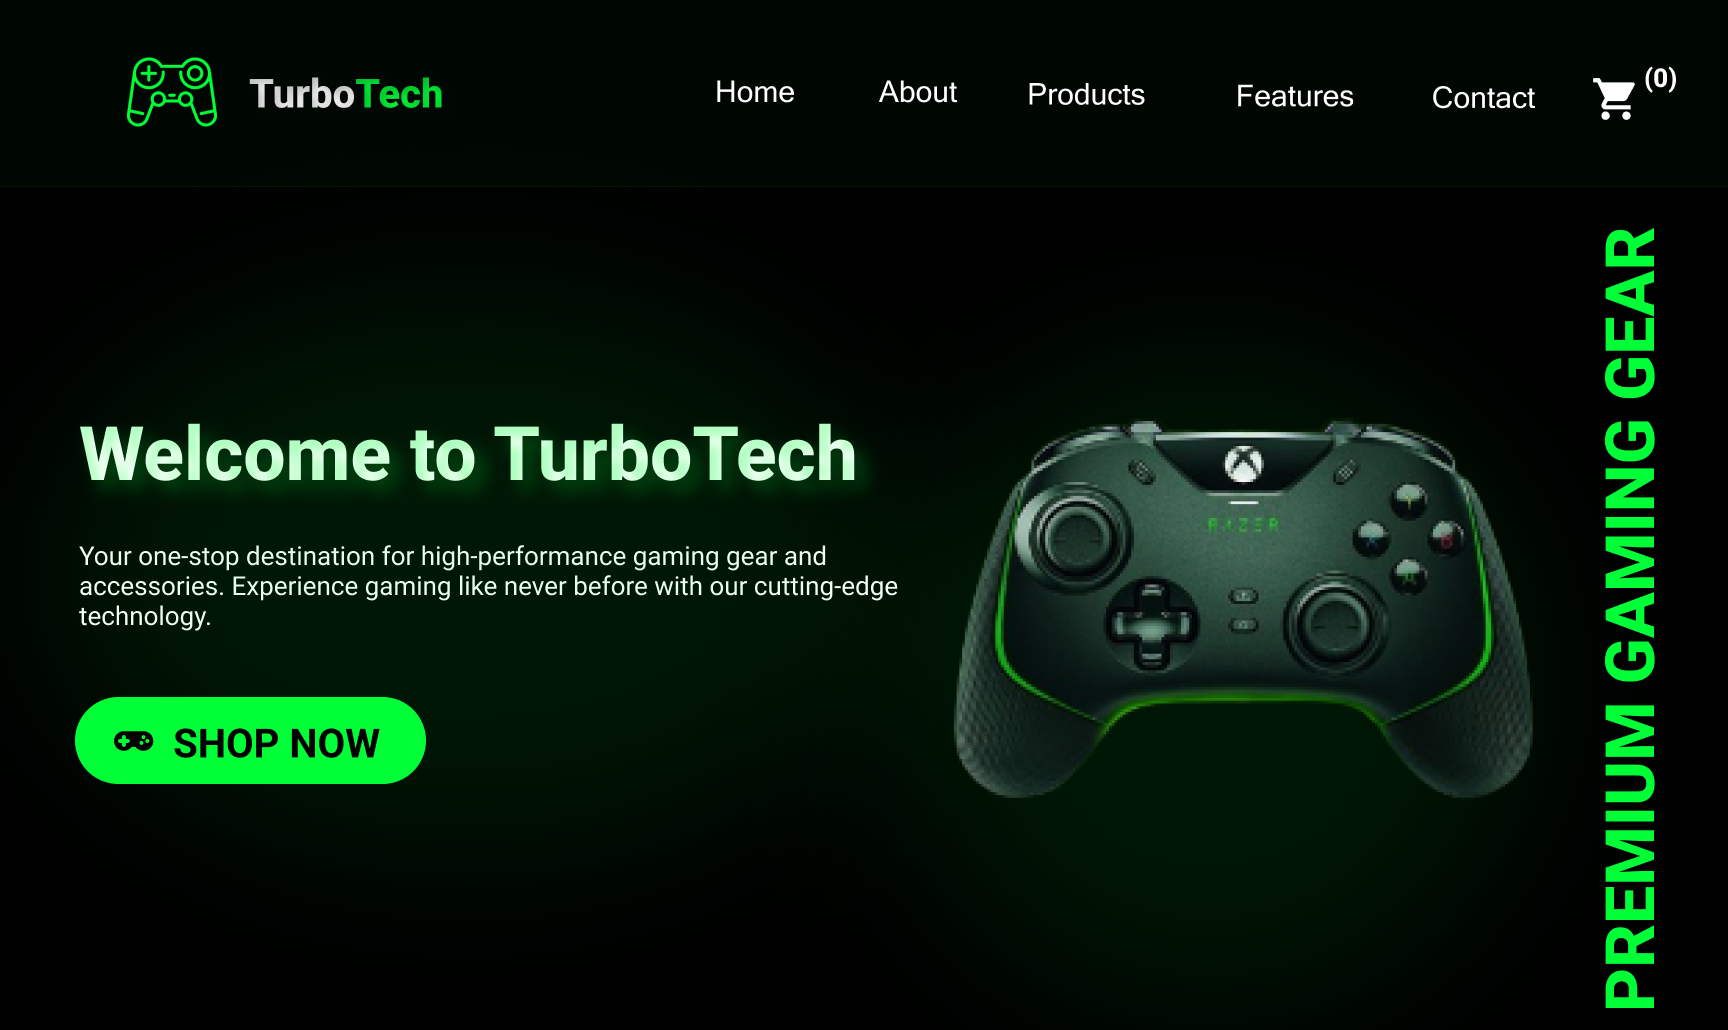 TurboTech
Home
About
Products
Features
Contact
(0)
Welcome to TurboTech
Your one-stop destination for high-performance gaming gear and
accessories. Experience gaming like never before with our cutting-edge
technology.
SHOP NOW
RAZER
Y
X
B
A
PREMIUM GAMING GEAR